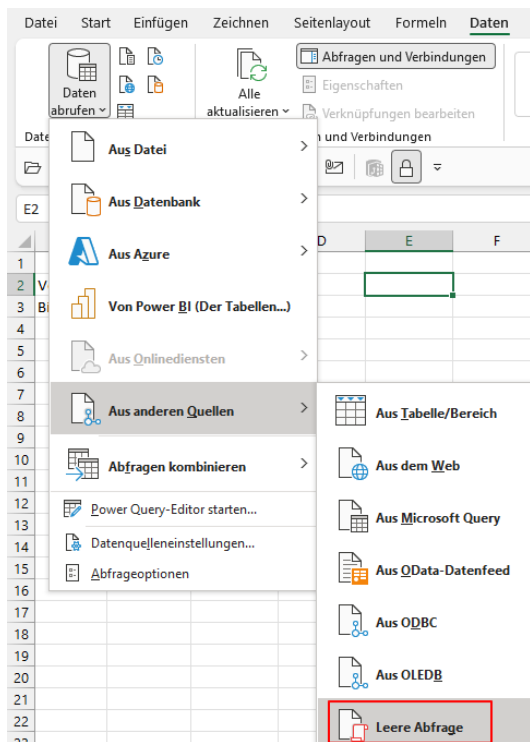 Datei Start Einfügen Zeichnen Seitenlayout Formeln Daten
Daten
abrufen
Alle
aktualisieren
Abfragen und Verbindungen
Eigenschaften
Verknüpfungen bearbeiten
und Verbindungen
E2
D E F
1
2
3
4
5
6
7
8
9
10
11
12
13
14
15
16
17
18
19
20
21
22
Aus Datei
Aus Datenbank
Aus Azure
Von Power BI (Der Tabellen...)
Aus Onlinediensten
Aus anderen Quellen
Abfragen kombinieren
Power Query-Editor starten...
Datenquelleneinstellungen...
Abfrageoptionen
Aus Tabelle/Bereich
Aus dem Web
Aus Microsoft Query
Aus OData-Datenfeed
Aus ODBC
Aus OLEDB
Leere Abfrage